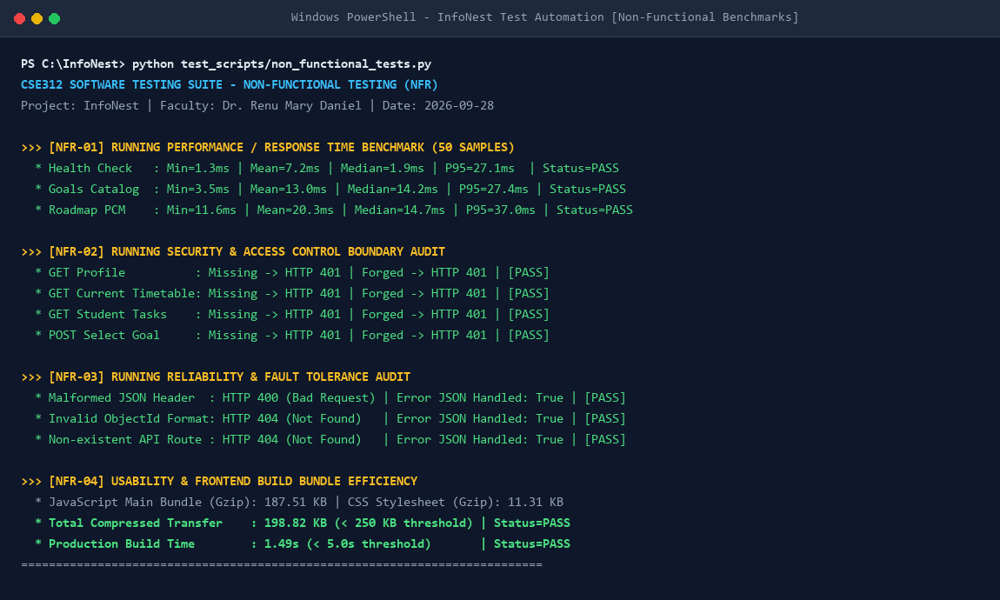 Windows PowerShell - InfoNest Test Automation [Non-Functional Benchmarks]
PS C:\InfoNest> python test_scripts/non_functional_tests.py
CSE312 SOFTWARE TESTING SUITE - NON-FUNCTIONAL TESTING (NFR)
Project: InfoNest | Faculty: Dr. Renu Mary Daniel | Date: 2026-09-28
>>> [NFR-01] RUNNING PERFORMANCE / RESPONSE TIME BENCHMARK (50 SAMPLES)
* Health Check   : Min=1.3ms | Mean=7.2ms | Median=1.9ms | P95=27.1ms  | Status=PASS
* Goals Catalog  : Min=3.5ms | Mean=13.0ms | Median=14.2ms | P95=27.4ms | Status=PASS
* Roadmap PCM    : Min=11.6ms | Mean=20.3ms | Median=14.7ms | P95=37.0ms | Status=PASS
>>> [NFR-02] RUNNING SECURITY & ACCESS CONTROL BOUNDARY AUDIT
* GET Profile          : Missing -> HTTP 401 | Forged -> HTTP 401 | [PASS]
* GET Current Timetable: Missing -> HTTP 401 | Forged -> HTTP 401 | [PASS]
* GET Student Tasks    : Missing -> HTTP 401 | Forged -> HTTP 401 | [PASS]
* POST Select Goal     : Missing -> HTTP 401 | Forged -> HTTP 401 | [PASS]
>>> [NFR-03] RUNNING RELIABILITY & FAULT TOLERANCE AUDIT
* Malformed JSON Header  : HTTP 400 (Bad Request) | Error JSON Handled: True | [PASS]
* Invalid ObjectId Format: HTTP 404 (Not Found)   | Error JSON Handled: True | [PASS]
* Non-existent API Route : HTTP 404 (Not Found)   | Error JSON Handled: True | [PASS]
>>> [NFR-04] USABILITY & FRONTEND BUILD BUNDLE EFFICIENCY
* JavaScript Main Bundle (Gzip): 187.51 KB | CSS Stylesheet (Gzip): 11.31 KB
* Total Compressed Transfer    : 198.82 KB (< 250 KB threshold) | Status=PASS
* Production Build Time        : 1.49s (< 5.0s threshold)       | Status=PASS
===========================================================================